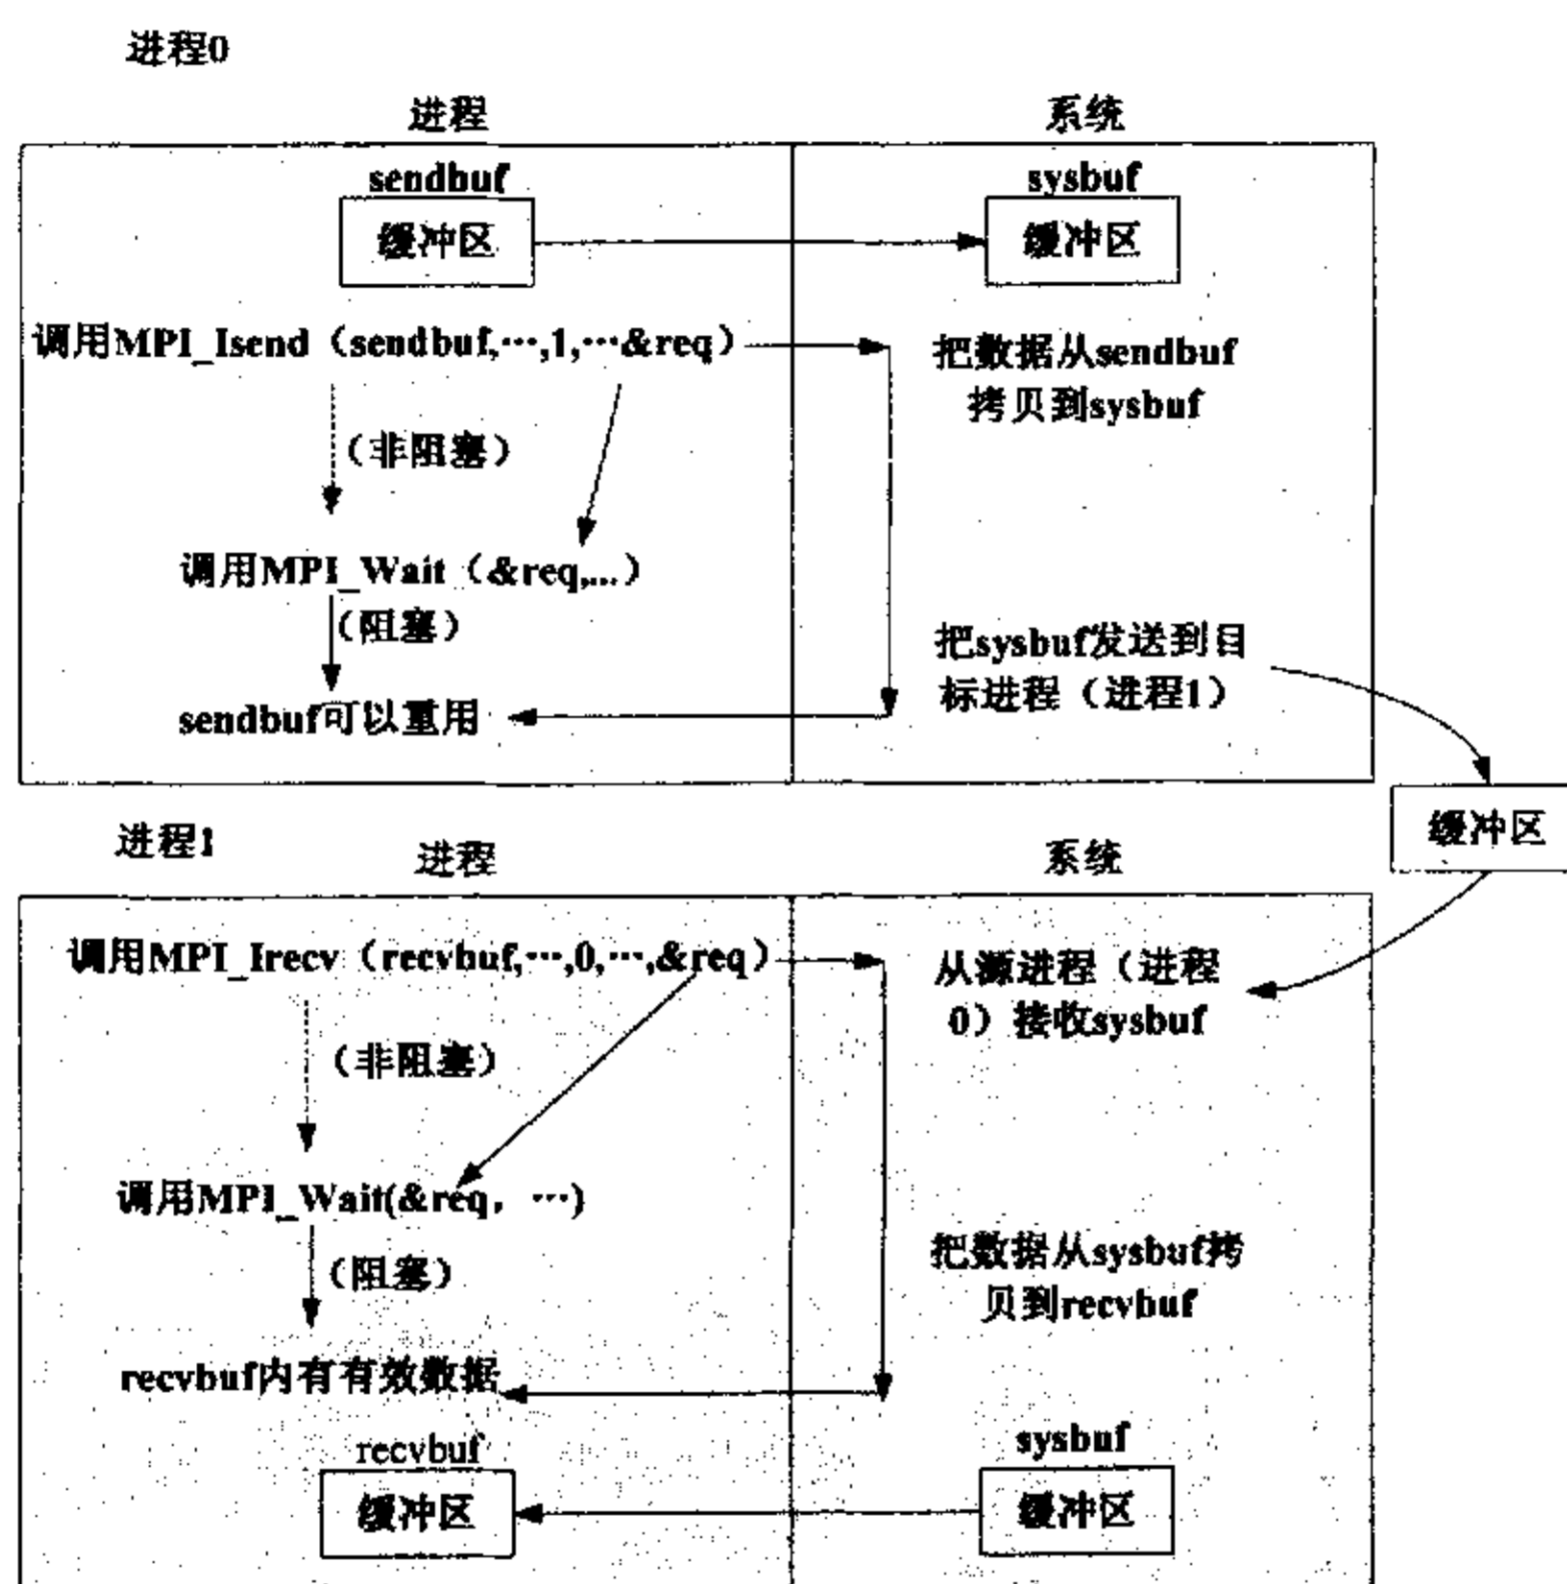 进程0
进程
系统
sendbuf
sysbuf
缓冲区
缓冲区
调用MPI_Isend（sendbuf,…,1,…&req）
把数据从sendbuf
拷贝到sysbuf
（非阻塞）
调用MPI_Wait（&req,...）
（阻塞）
把sysbuf发送到目
标进程（进程1）
sendbuf可以重用
缓冲区
进程1
进程
系统
调用MPI_Irecv（recvbuf,…,0,…,&req）
从源进程（进程
0）接收sysbuf
（非阻塞）
调用MPI_Wait(&req，…)
（阻塞）
把数据从sysbuf拷
贝到recvbuf
recvbuf内有有效数据
recvbuf
sysbuf
缓冲区
缓冲区